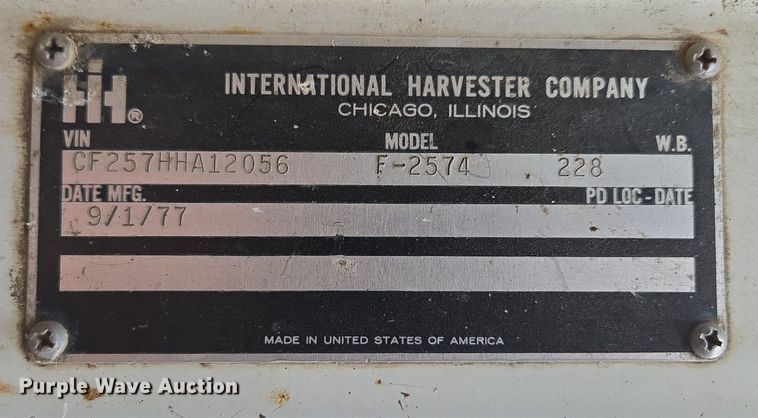 IH®
INTERNATIONAL HARVESTER COMPANY
CHICAGO, ILLINOIS
VIN MODEL W.B.
CF257HHA12056 F-2574 228
DATE MFG. PD LOC-DATE
9/1/77
MADE IN UNITED STATES OF AMERICA
Purple Wave Auction